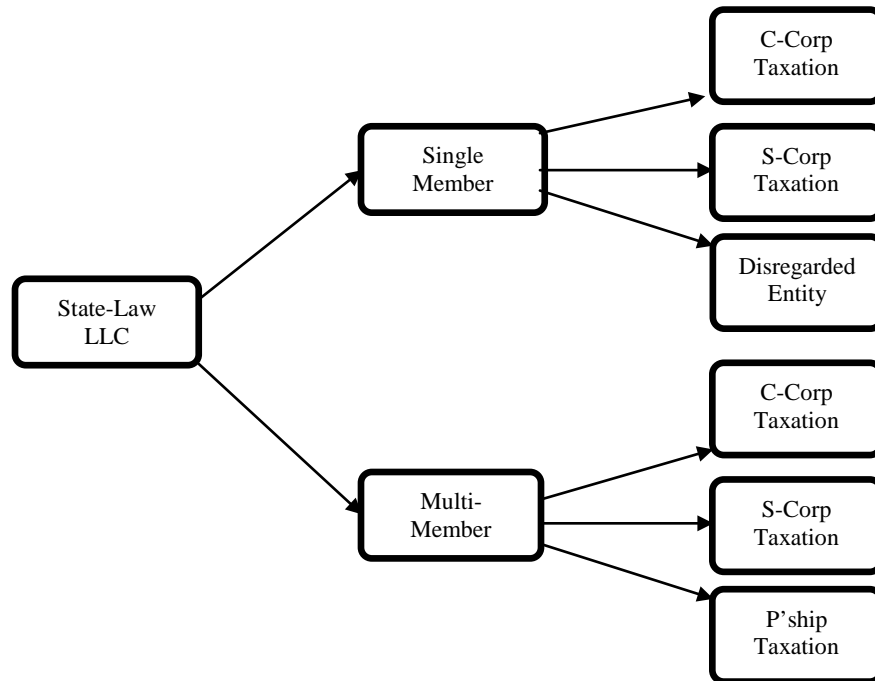 State-Law
LLC
Single
Member
C-Corp
Taxation
S-Corp
Taxation
Disregarded
Entity
Multi-
Member
C-Corp
Taxation
S-Corp
Taxation
P’ship
Taxation